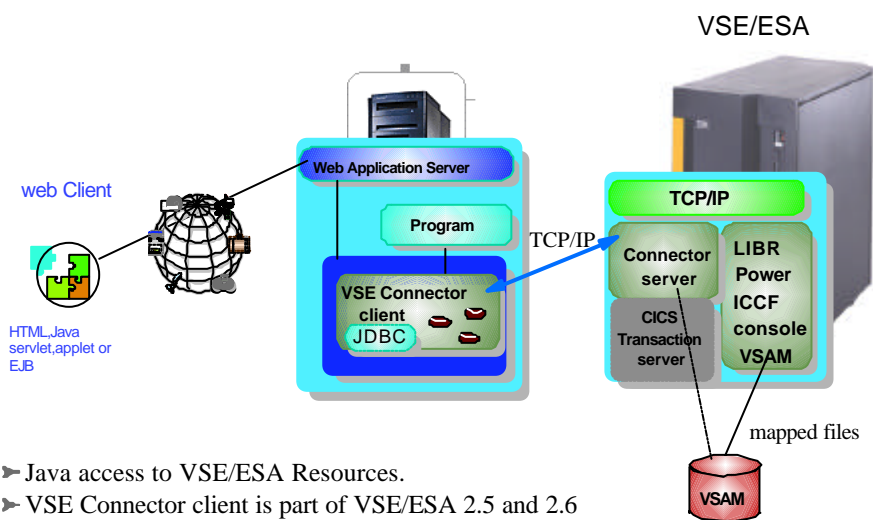 VSE/ESA
Web Application Server
web Client
TCP/IP
Program
TCP/IP
Connector
server
LIBR
Power
ICCF
console
VSAM
VSE Connector
client
JDBC
CICS
Transaction
server
HTML,Java
servlet,applet or
EJB
mapped files
VSAM
Java access to VSE/ESA Resources.
VSE Connector client is part of VSE/ESA 2.5 and 2.6